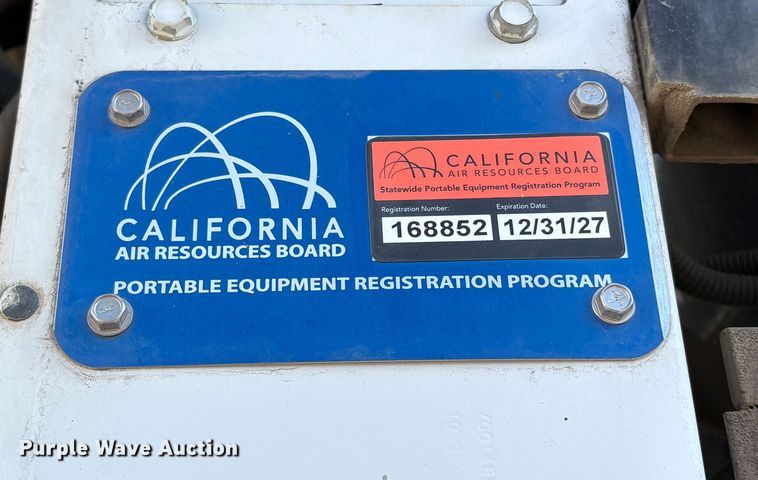 CALIFORNIA
AIR RESOURCES BOARD
PORTABLE EQUIPMENT REGISTRATION PROGRAM
CALIFORNIA
AIR RESOURCES BOARD
Statewide Portable Equipment Registration Program
Registration Number: Expiration Date:
168852 12/31/27
Purple Wave Auction